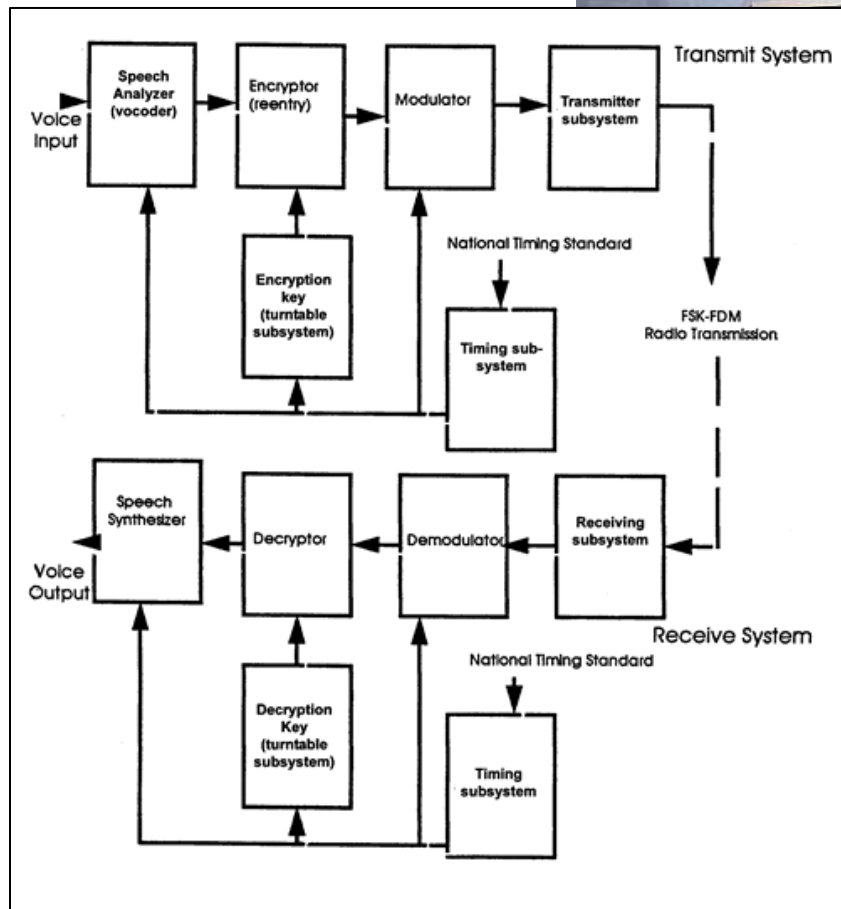 Transmit System
Voice
Input
Speech
Analyzer
(vocoder)
Encryptor
(reentry)
Modulator
Transmitter
subsystem
National Timing Standard
Encryption
key
(turntable
subsystem)
Timing sub-
system
FSK-FDM
Radio Transmission
Speech
Synthesizer
Decryptor
Demodulator
Receiving
subsystem
Voice
Output
Receive System
National Timing Standard
Decryption
Key
(turntable
subsystem)
Timing
subsystem